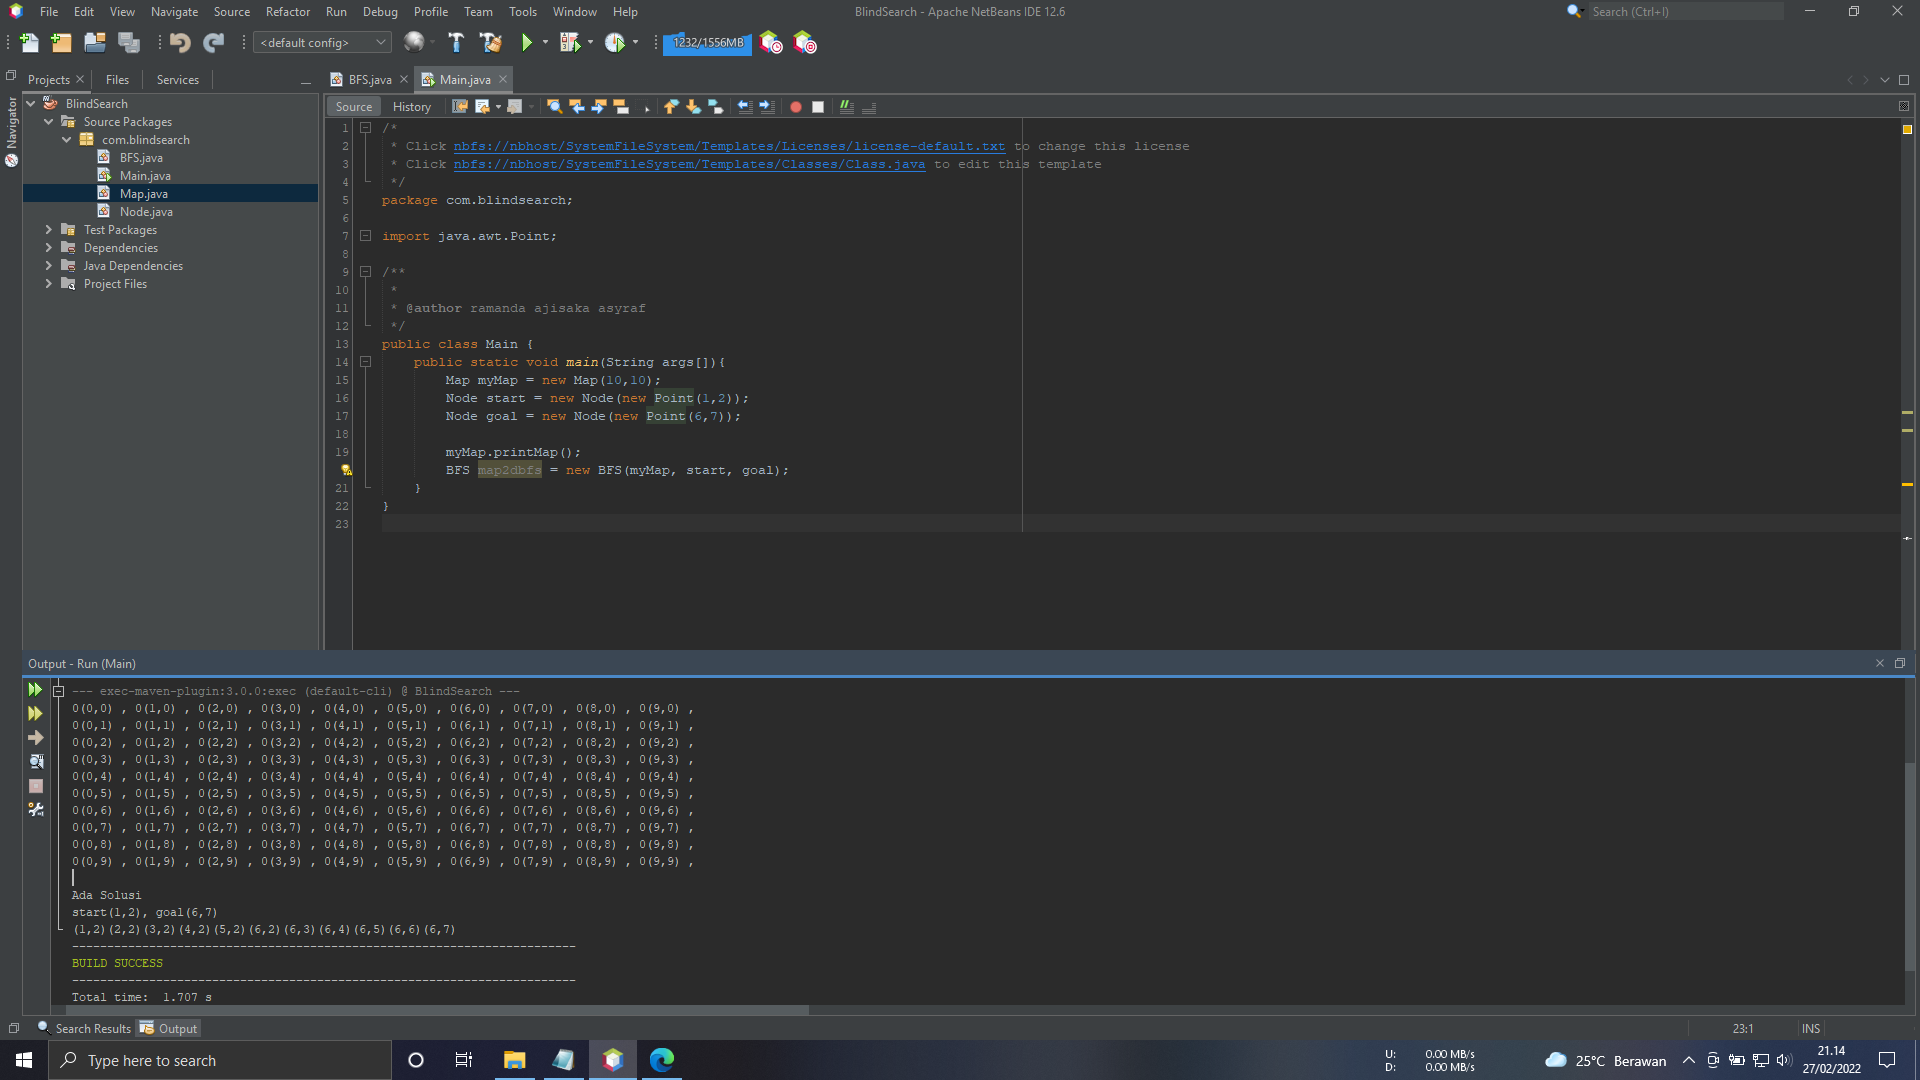 File Edit View Navigate Source Refactor Run Debug Profile Team Tools Window Help
BlindSearch - Apache NetBeans IDE 12.6
Search (Ctrl+I)
<default config>
1232/1556MB
Projects Files Services
BFS.java Main.java
Navigator
Source History
BlindSearch
Source Packages
com.blindsearch
BFS.java
Main.java
Map.java
Node.java
Test Packages
Dependencies
Java Dependencies
Project Files
1 /*
2 * Click nbfs://nbhost/SystemFileSystem/Templates/Licenses/license-default.txt to change this license
3 * Click nbfs://nbhost/SystemFileSystem/Templates/Classes/Class.java to edit this template
4 */
5 package com.blindsearch;
6
7 import java.awt.Point;
8
9 /**
10 *
11 * @author ramanda ajisaka asyraf
12 */
13 public class Main {
14 public static void main(String args[]){
15 Map myMap = new Map(10,10);
16 Node start = new Node(new Point(1,2));
17 Node goal = new Node(new Point(6,7));
18
19 myMap.printMap();
BFS map2dbfs = new BFS(myMap, start, goal);
21 }
22 }
23
Output - Run (Main)
--- exec-maven-plugin:3.0.0:exec (default-cli) @ BlindSearch ---
0(0,0) , 0(1,0) , 0(2,0) , 0(3,0) , 0(4,0) , 0(5,0) , 0(6,0) , 0(7,0) , 0(8,0) , 0(9,0) ,
0(0,1) , 0(1,1) , 0(2,1) , 0(3,1) , 0(4,1) , 0(5,1) , 0(6,1) , 0(7,1) , 0(8,1) , 0(9,1) ,
0(0,2) , 0(1,2) , 0(2,2) , 0(3,2) , 0(4,2) , 0(5,2) , 0(6,2) , 0(7,2) , 0(8,2) , 0(9,2) ,
0(0,3) , 0(1,3) , 0(2,3) , 0(3,3) , 0(4,3) , 0(5,3) , 0(6,3) , 0(7,3) , 0(8,3) , 0(9,3) ,
0(0,4) , 0(1,4) , 0(2,4) , 0(3,4) , 0(4,4) , 0(5,4) , 0(6,4) , 0(7,4) , 0(8,4) , 0(9,4) ,
0(0,5) , 0(1,5) , 0(2,5) , 0(3,5) , 0(4,5) , 0(5,5) , 0(6,5) , 0(7,5) , 0(8,5) , 0(9,5) ,
0(0,6) , 0(1,6) , 0(2,6) , 0(3,6) , 0(4,6) , 0(5,6) , 0(6,6) , 0(7,6) , 0(8,6) , 0(9,6) ,
0(0,7) , 0(1,7) , 0(2,7) , 0(3,7) , 0(4,7) , 0(5,7) , 0(6,7) , 0(7,7) , 0(8,7) , 0(9,7) ,
0(0,8) , 0(1,8) , 0(2,8) , 0(3,8) , 0(4,8) , 0(5,8) , 0(6,8) , 0(7,8) , 0(8,8) , 0(9,8) ,
0(0,9) , 0(1,9) , 0(2,9) , 0(3,9) , 0(4,9) , 0(5,9) , 0(6,9) , 0(7,9) , 0(8,9) , 0(9,9) ,
Ada Solusi
start(1,2), goal(6,7)
(1,2)(2,2)(3,2)(4,2)(5,2)(6,2)(6,3)(6,4)(6,5)(6,6)(6,7)
------------------------------------------------------------------------
BUILD SUCCESS
------------------------------------------------------------------------
Total time:  1.707 s
Search Results Output
23:1 INS
Type here to search
U: 0.00 MB/s
D: 0.00 MB/s
25°C Berawan
21.14
27/02/2022